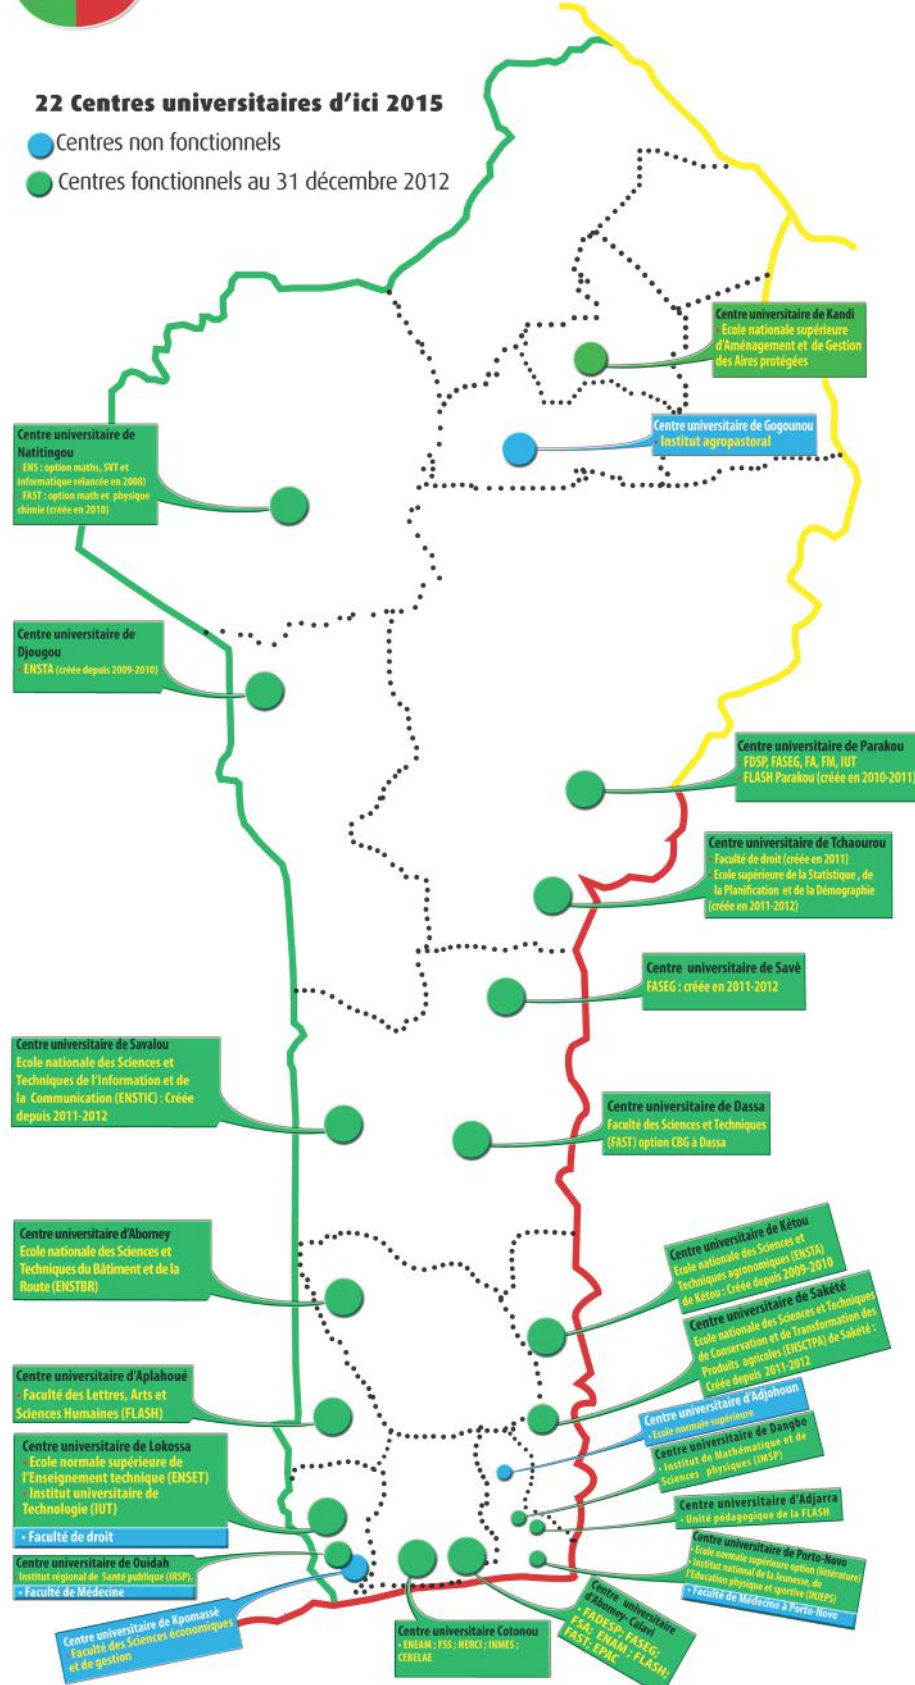 22 Centres universitaires d'ici 2015
Centres non fonctionnels
Centres fonctionnels au 31 décembre 2012
Centre universitaire de Kandi
• Ecole nationale supérieure
d'Aménagement et de Gestion
des Aires protégées
Centre universitaire de Gogounou
• Institut agropastoral
Centre universitaire de
Natitingou
ENS : option maths, SVT et
informatique relancée en 2008)
FAST : option math et physique
chimie (créée en 2010)
Centre universitaire de
Djougou
• ENSTA (créée depuis 2009-2010)
Centre universitaire de Parakou
• FDSP, FASEG, FA, FM, IUT
• FLASH Parakou (créée en 2010-2011)
Centre universitaire de Tchaourou
• Faculté de droit (créée en 2011)
• Ecole supérieure de la Statistique , de
la Planification et de la Démographie
(créée en 2011-2012)
Centre universitaire de Savè
FASEG : créée en 2011-2012
Centre universitaire de Savalou
Ecole nationale des Sciences et
Techniques de l'Information et de
la Communication (ENSTIC) : Créée
depuis 2011-2012
Centre universitaire de Dassa
Faculté des Sciences et Techniques
(FAST) option CBG à Dassa
Centre universitaire d'Abomey
Ecole nationale des Sciences et
Techniques du Bâtiment et de la
Route (ENSTBR)
Centre universitaire de Kétou
Ecole nationale des Sciences et
Techniques agronomiques (ENSTA)
de Kétou : Créée depuis 2009-2010
Centre universitaire de Sakété
Ecole nationale des Sciences et Techniques
de Conservation et de Transformation des
Produits agricoles (ENSCTPA) de Sakété :
Créée depuis 2011-2012
Centre universitaire d'Aplahoué
• Faculté des Lettres, Arts et
Sciences Humaines (FLASH)
Centre universitaire d'Adjohoun
• Ecole normale supérieure
Centre universitaire de Dangbo
• Institut de Mathématique et de
Sciences physiques (IMSP)
Centre universitaire de Lokossa
• Ecole normale supérieure de
l'Enseignement technique (ENSET)
• Institut universitaire de
Technologie (IUT)
• Faculté de droit
Centre universitaire d'Adjarra
• Unité pédagogique de la FLASH
Centre universitaire de Ouidah
Institut régional de Santé publique (IRSP),
• Faculté de Médecine
Centre universitaire de Porto-Novo
• Ecole normale supérieure option (littérature)
• Institut national de la Jeunesse, de
l'Education physique et sportive (INJEPS)
• Faculté de Médecine à Porto-Novo
Centre universitaire de Kpomassè
• Faculté des Sciences économiques
et de gestion
Centre universitaire Cotonou
• ENEAM ; FSS ; HERCI ; INMES ;
CEBELAE
Centre universitaire
d'Abomey- Calavi
• FADESP; FASEG;
FSA; ENAM ; FLASH;
FAST; EPAC